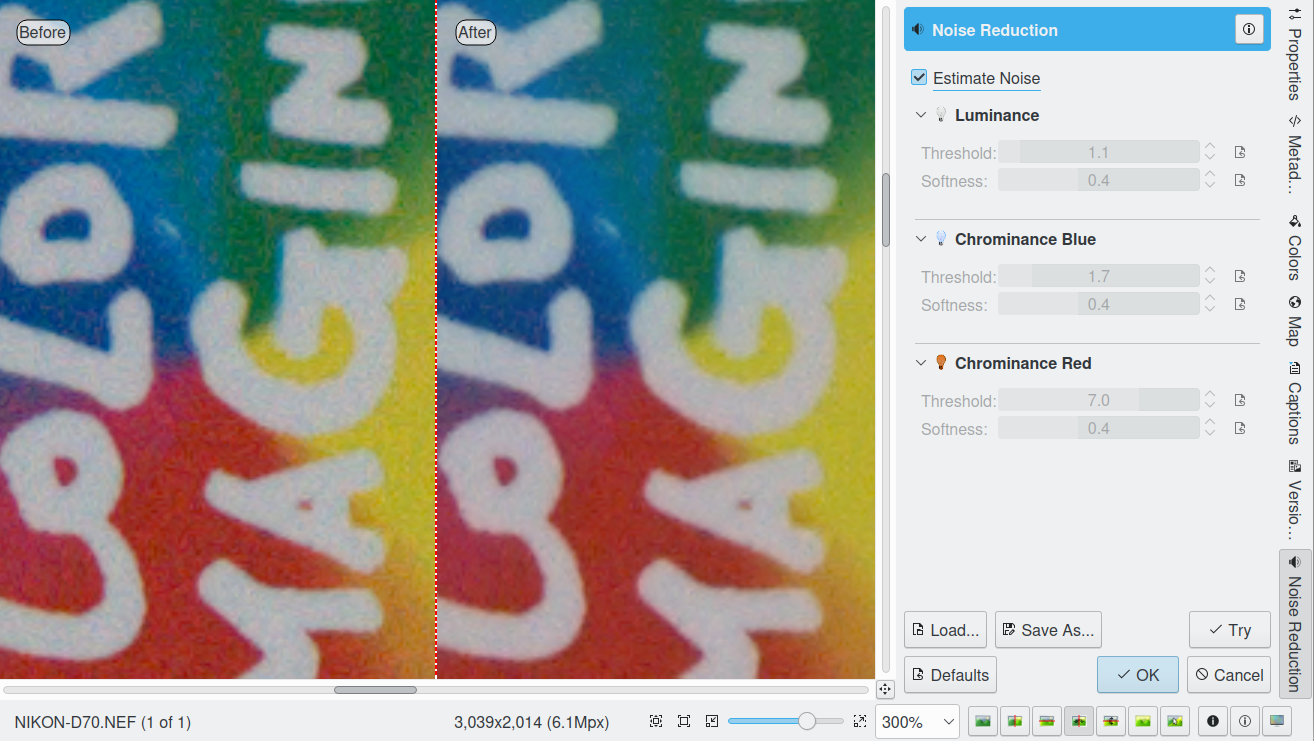 Before
After
Noise Reduction
Estimate Noise
Luminance
Threshold: 1.1
Softness: 0.4
Chrominance Blue
Threshold: 1.7
Softness: 0.4
Chrominance Red
Threshold: 7.0
Softness: 0.4
Load...
Save As...
Try
Defaults
OK
Cancel
Properties
Metad...
Colors
Map
Captions
Versio...
Noise Reduction
NIKON-D70.NEF (1 of 1)
3,039x2,014 (6.1Mpx)
300%